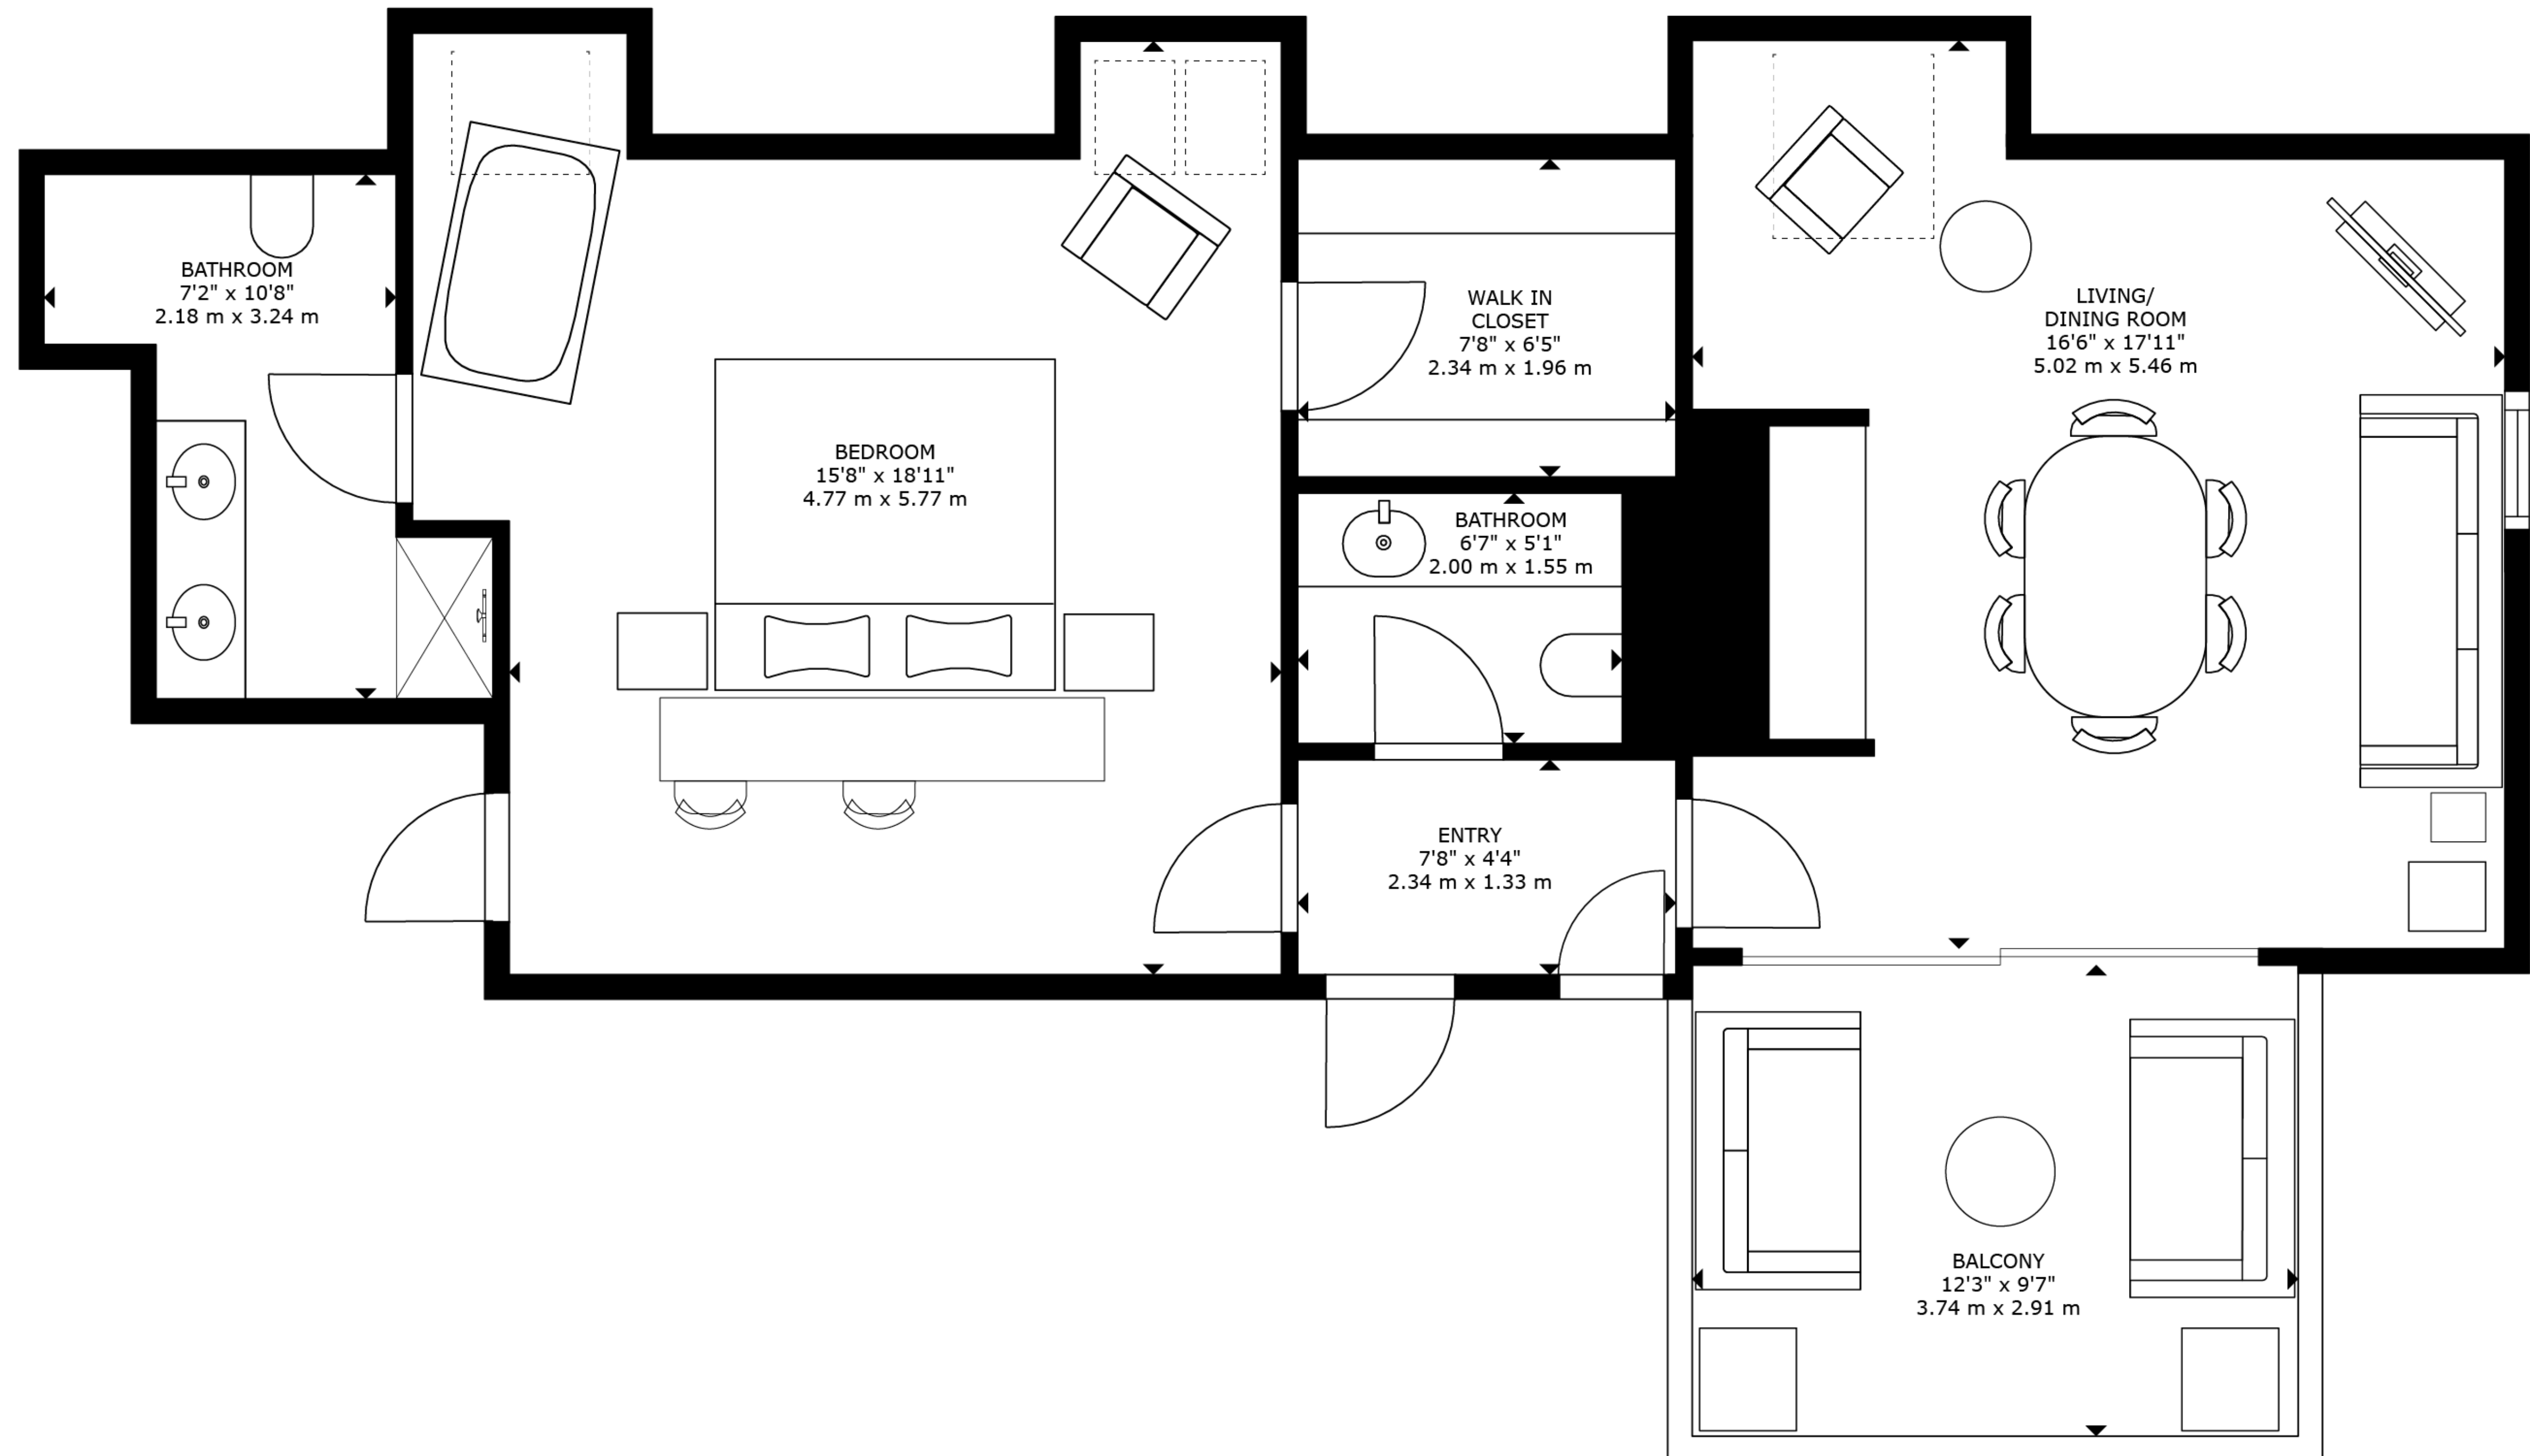 BATHROOM
7'2" x 10'8"
2.18 m x 3.24 m
BEDROOM
15'8" x 18'11"
4.77 m x 5.77 m
WALK IN
CLOSET
7'8" x 6'5"
2.34 m x 1.96 m
LIVING/
DINING ROOM
16'6" x 17'11"
5.02 m x 5.46 m
BATHROOM
6'7" x 5'1"
2.00 m x 1.55 m
ENTRY
7'8" x 4'4"
2.34 m x 1.33 m
BALCONY
12'3" x 9'7"
3.74 m x 2.91 m